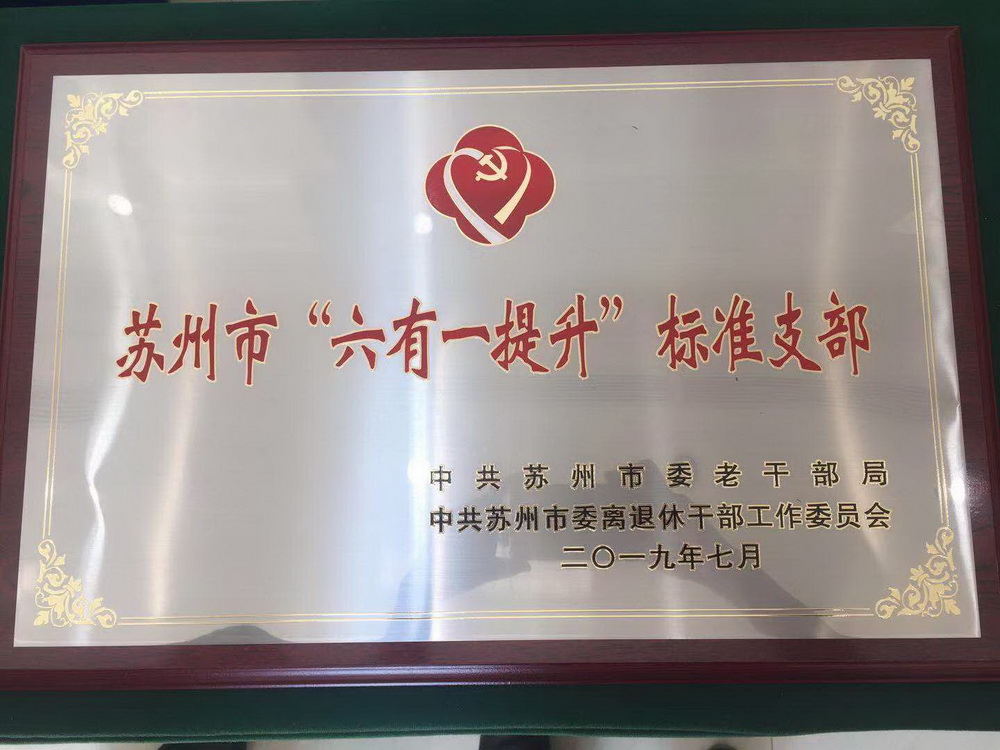 苏州市“六有一提升”标准支部
中共苏州市委老干部局
中共苏州市委离退休干部工作委员会
二〇一九年七月